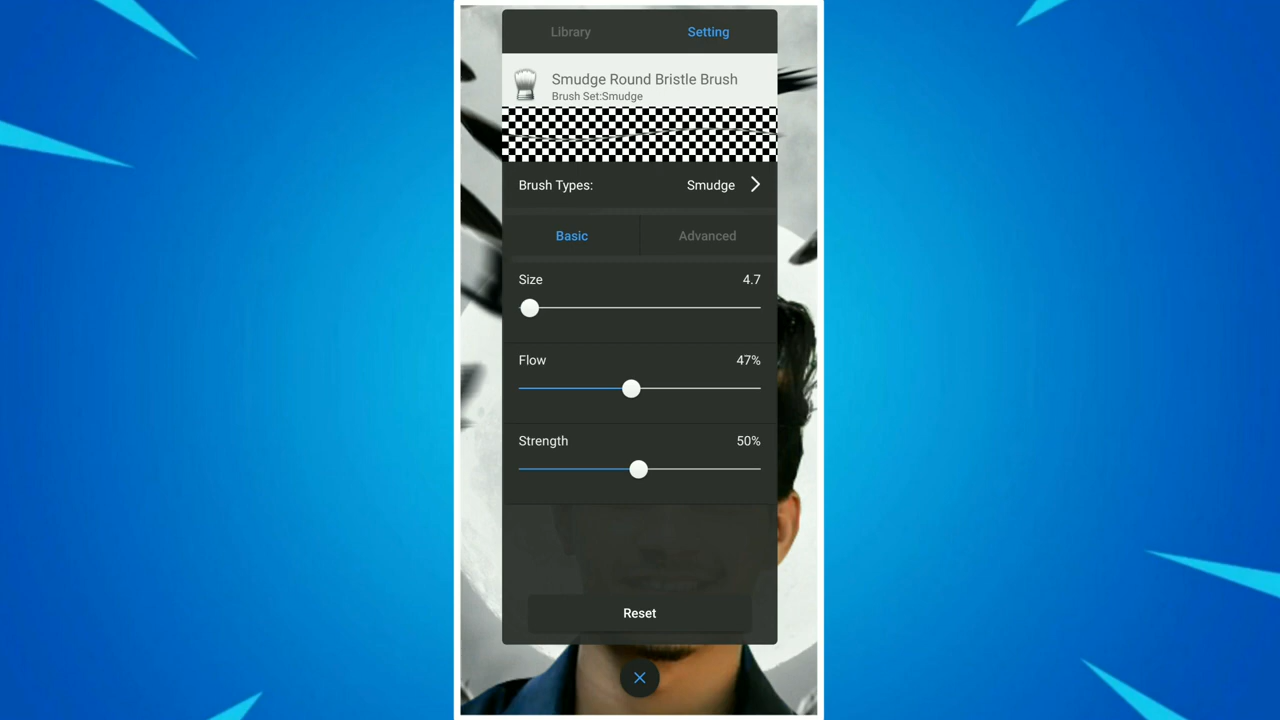 Library Setting
Smudge Round Bristle Brush
Brush Set:Smudge
Brush Types: Smudge
Basic Advanced
Size 4.7
Flow 47%
Strength 50%
Reset